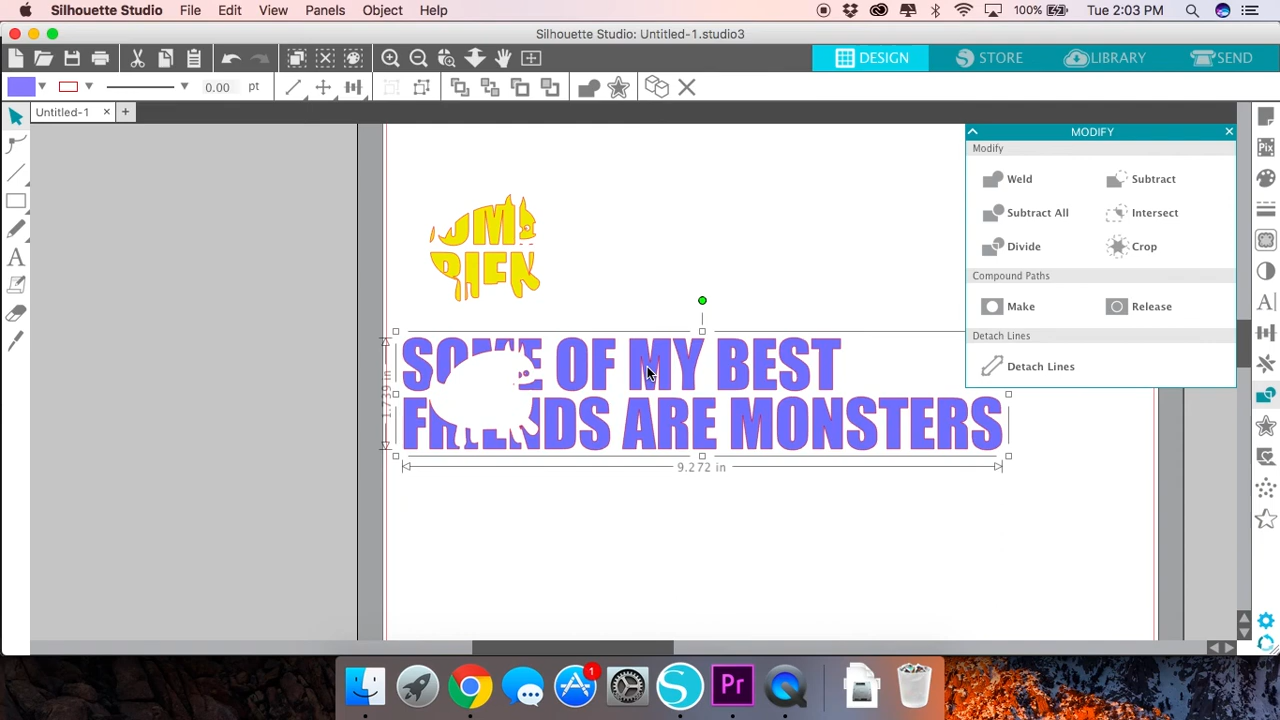 Silhouette Studio File Edit View Panels Object Help 100% Tue 2:03 PM
Silhouette Studio: Untitled-1.studio3
DESIGN STORE LIBRARY SEND
0.00 pt
Untitled-1 × +
MODIFY
Modify
Weld Subtract
Subtract All Intersect
Divide Crop
Compound Paths
Make Release
Detach Lines
Detach Lines
SOME OF MY BEST
FRIENDS ARE MONSTERS
1.739 in
9.272 in
1
Pr